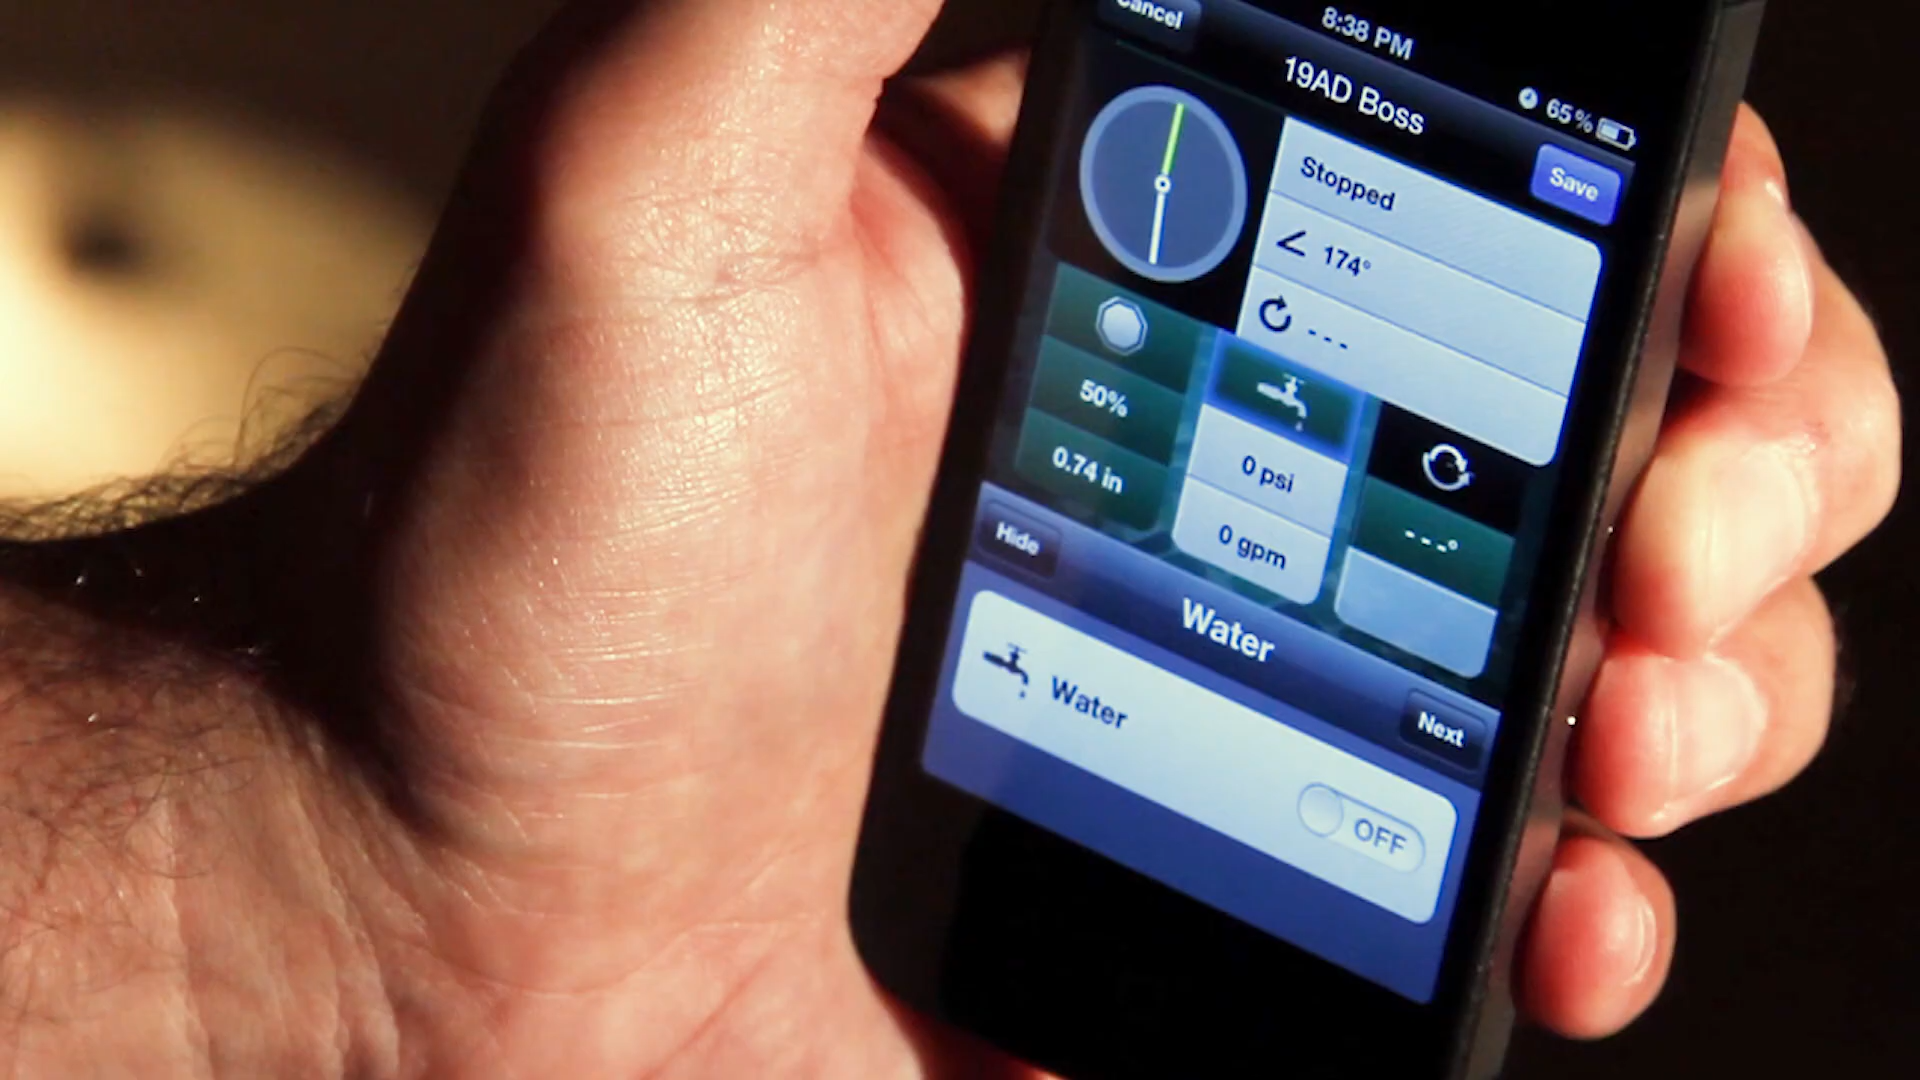 Cancel
8:38 PM
65%
19AD Boss
Save
Stopped
174°
---
50%
0.74 in
0 psi
0 gpm
---°
Hide
Water
Next
Water
OFF